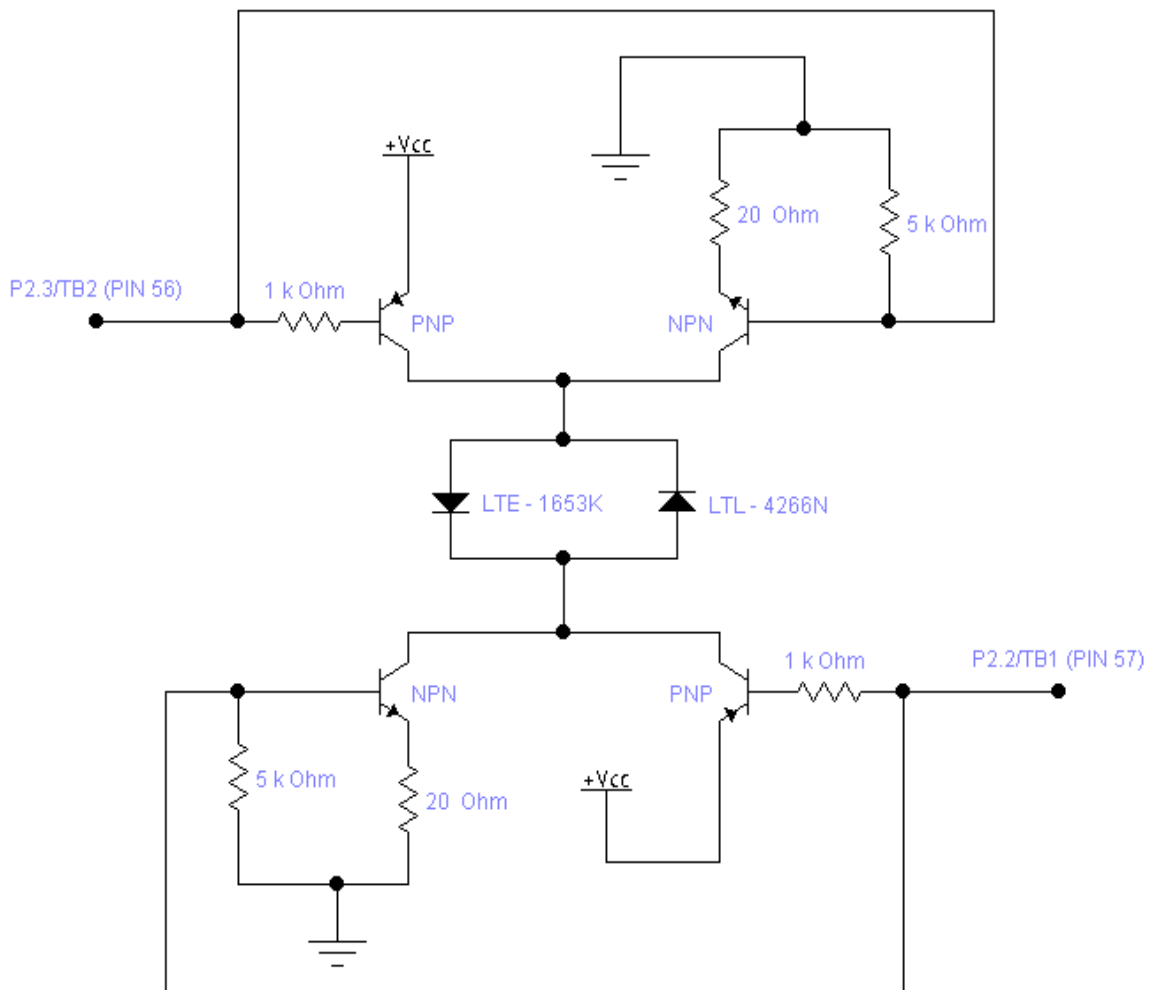 +Vcc
20 Ohm
5 k Ohm
P2.3/TB2 (PIN 56)
1 k Ohm
PNP
NPN
LTE - 1653K
LTL - 4266N
1 k Ohm
P2.2/TB1 (PIN 57)
NPN
PNP
5 k Ohm
20 Ohm
+Vcc